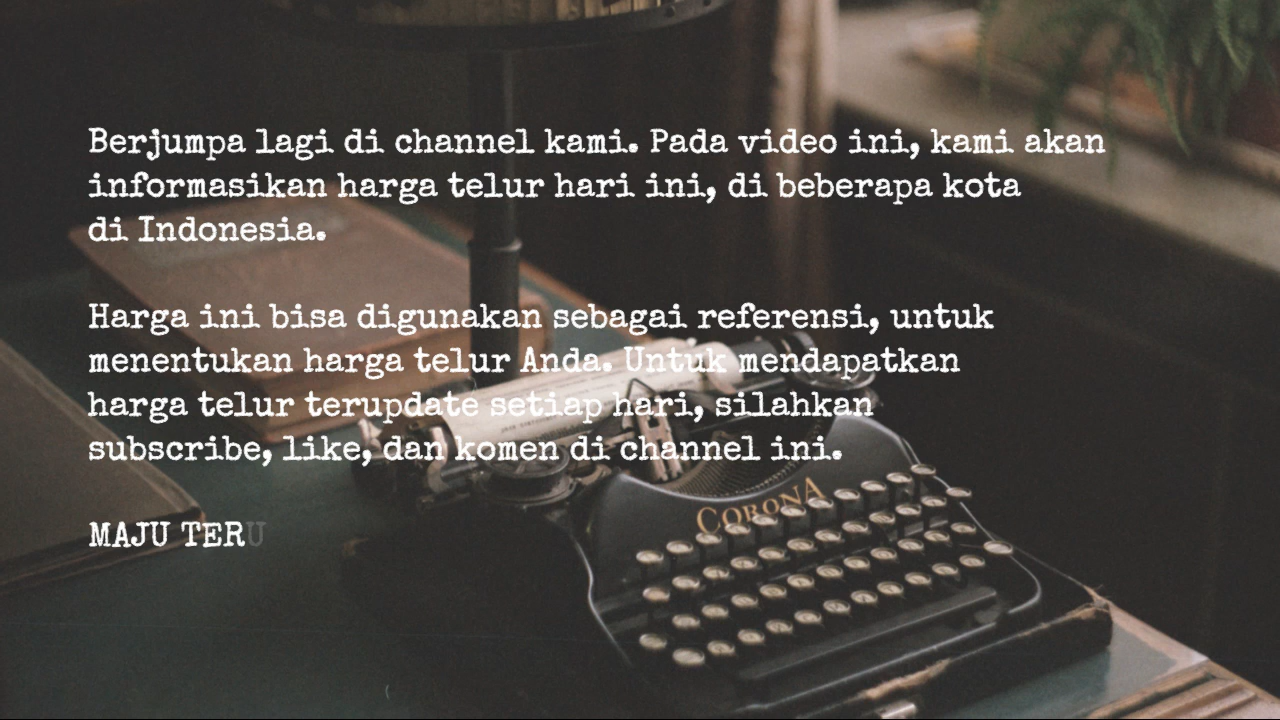 Berjumpa lagi di channel kami. Pada video ini, kami akan
informasikan harga telur hari ini, di beberapa kota
di Indonesia.
Harga ini bisa digunakan sebagai referensi, untuk
menentukan harga telur Anda. Untuk mendapatkan
harga telur terupdate setiap hari, silahkan
subscribe, like, dan komen di channel ini.
MAJU TERU
CORONA